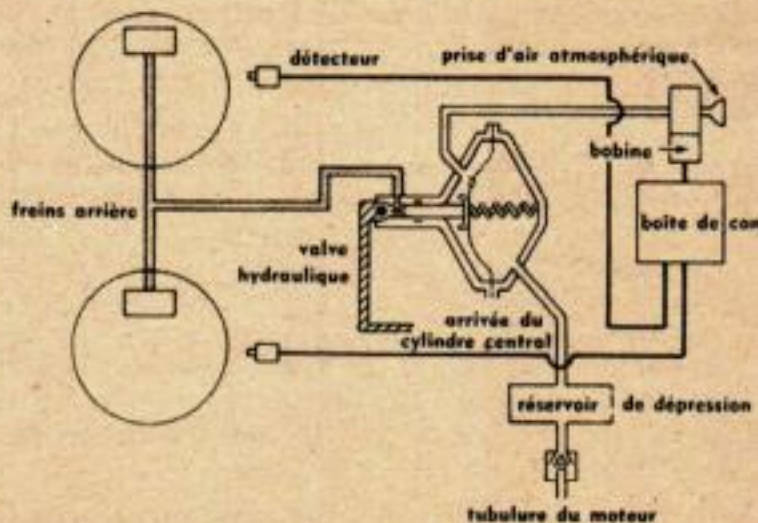 détecteur
prise d'air atmosphérique
bobine
freins arrière
boîte de com
valve
hydraulique
arrivée du
cylindre central
réservoir de dépression
tubulure du moteur